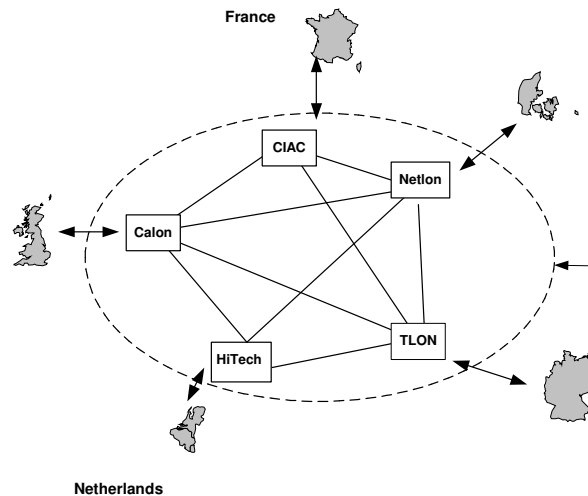 France
CIAC
Netlon
Calon
TLON
HiTech
Netherlands